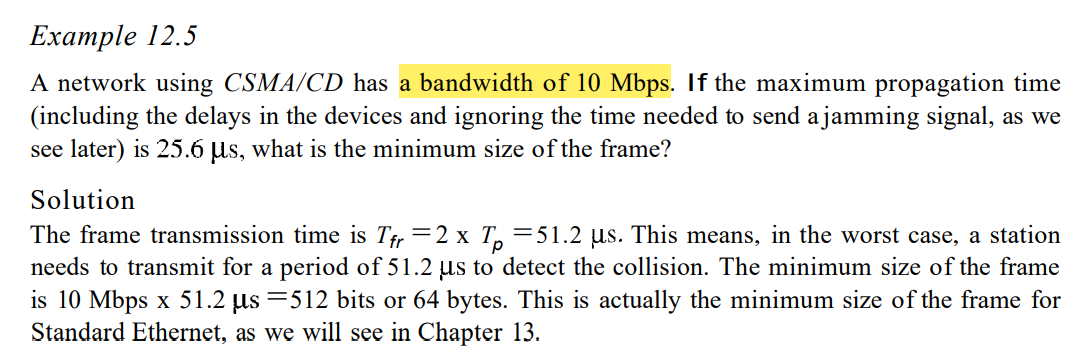 Example 12.5
A network using CSMA/CD has a bandwidth of 10 Mbps. If the maximum propagation time
(including the delays in the devices and ignoring the time needed to send a jamming signal, as we
see later) is 25.6 μs, what is the minimum size of the frame?
Solution
The frame transmission time is Tfr =2 x Tp =51.2 μs. This means, in the worst case, a station
needs to transmit for a period of 51.2 μs to detect the collision. The minimum size of the frame
is 10 Mbps x 51.2 μs =512 bits or 64 bytes. This is actually the minimum size of the frame for
Standard Ethernet, as we will see in Chapter 13.